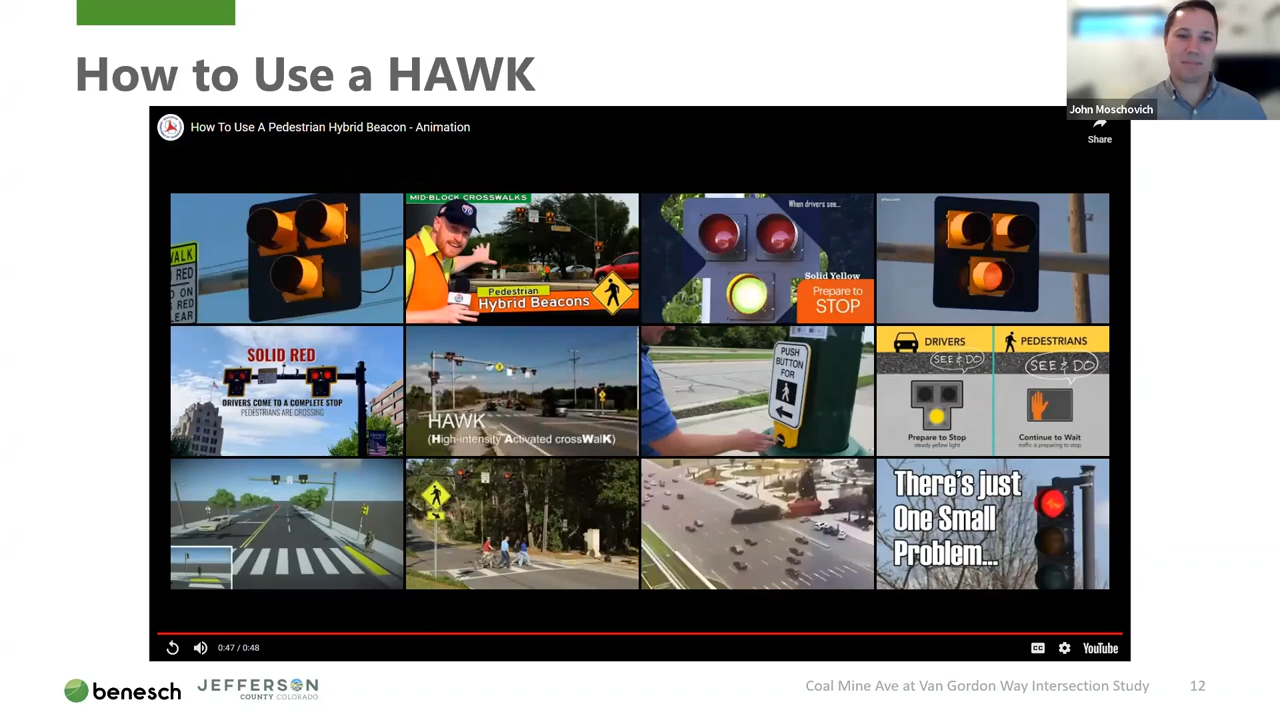 How to Use a HAWK
John Moschovich
How To Use A Pedestrian Hybrid Beacon - Animation
Share
WALK
RED
ON
RED
LEAR
MID-BLOCK CROSSWALKS
Pedestrian
Hybrid Beacons
When drivers see...
Solid Yellow
Prepare to
STOP
SOLID RED
DRIVERS COME TO A COMPLETE STOP
PEDESTRIANS ARE CROSSING
HAWK
(High-intensity Activated crossWalK)
PUSH
BUTTON
FOR
DRIVERS
SEE & DO
Prepare to Stop
steady yellow light
PEDESTRIANS
SEE & DO
Continue to Wait
traffic is preparing to stop
There's just
One Small
Problem...
0:47 / 0:48
CC
YouTube
benesch
JEFFERSON
COUNTY COLORADO
Coal Mine Ave at Van Gordon Way Intersection Study
12